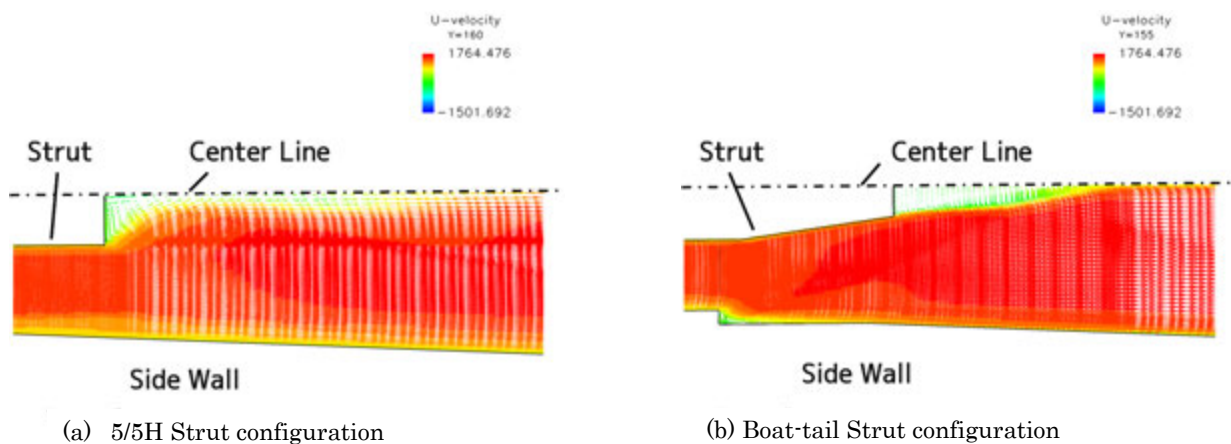 U-velocity
Y=160
1764.476
-1501.692
Strut
Center Line
Side Wall
(a) 5/5H Strut configuration
U-velocity
Y=155
1764.476
-1501.692
Strut
Center Line
Side Wall
(b) Boat-tail Strut configuration